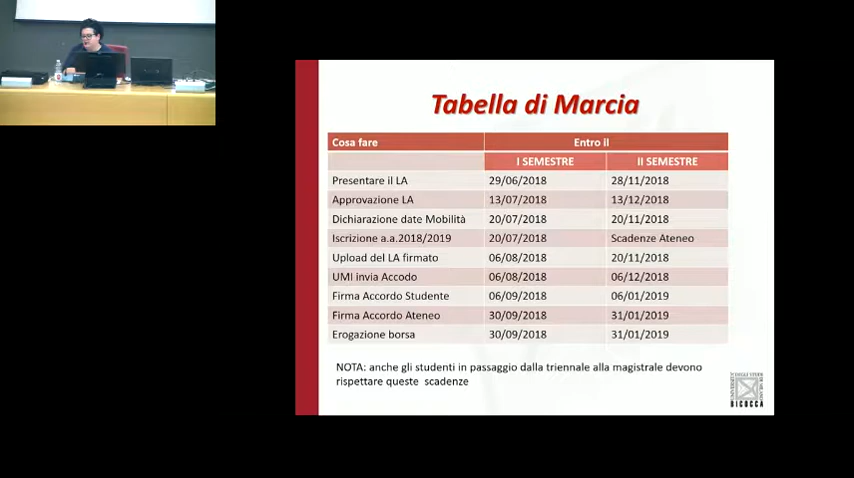 Tabella di Marcia
Cosa fare Entro il
I SEMESTRE II SEMESTRE
Presentare il LA 29/06/2018 28/11/2018
Approvazione LA 13/07/2018 13/12/2018
Dichiarazione date Mobilità 20/07/2018 20/11/2018
Iscrizione a.a.2018/2019 20/07/2018 Scadenze Ateneo
Upload del LA firmato 06/08/2018 20/11/2018
UMI invia Accodo 06/08/2018 06/12/2018
Firma Accordo Studente 06/09/2018 06/01/2019
Firma Accordo Ateneo 30/09/2018 31/01/2019
Erogazione borsa 30/09/2018 31/01/2019
NOTA: anche gli studenti in passaggio dalla triennale alla magistrale devono
rispettare queste scadenze
BICOCCA